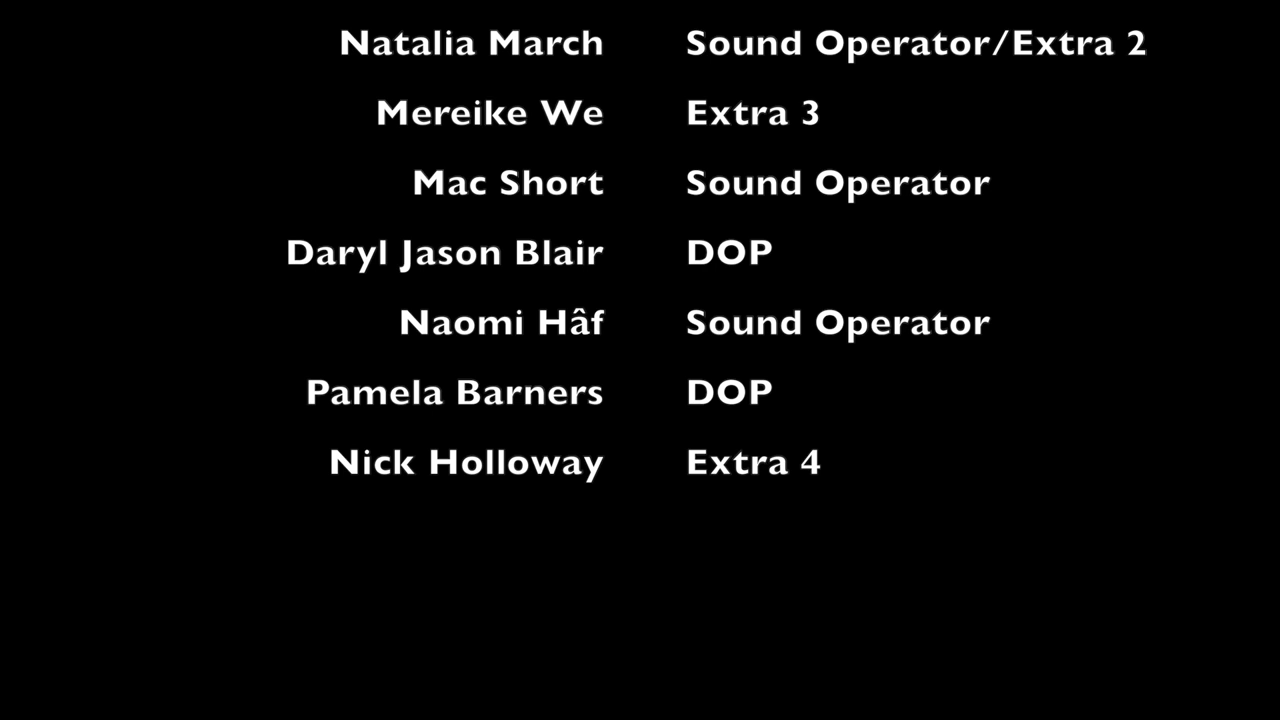 Natalia March Sound Operator/Extra 2
Mereike We Extra 3
Mac Short Sound Operator
Daryl Jason Blair DOP
Naomi Hâf Sound Operator
Pamela Barners DOP
Nick Holloway Extra 4